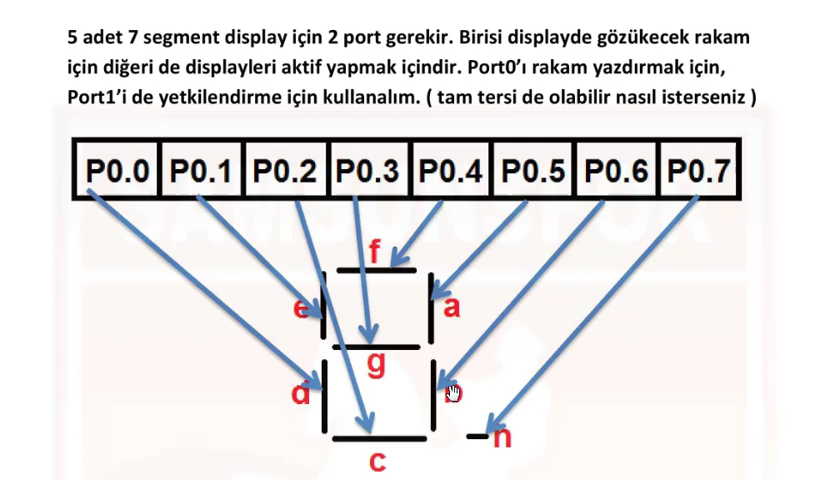 5 adet 7 segment display için 2 port gerekir. Birisi displayde gözükecek rakam
için diğeri de displayleri aktif yapmak içindir. Port0’ı rakam yazdırmak için,
Port1’i de yetkilendirme için kullanalım. ( tam tersi de olabilir nasıl isterseniz )
P0.0 P0.1 P0.2 P0.3 P0.4 P0.5 P0.6 P0.7
f
e a
g
d b
n
c